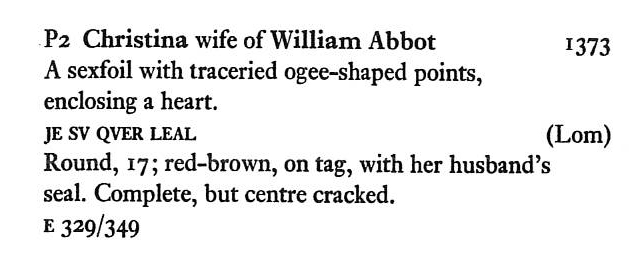 P2 Christina wife of William Abbot 1373
A sexfoil with traceried ogee-shaped points,
enclosing a heart.
JE SV QVER LEAL (Lom)
Round, 17; red-brown, on tag, with her husband's
seal. Complete, but centre cracked.
E 329/349